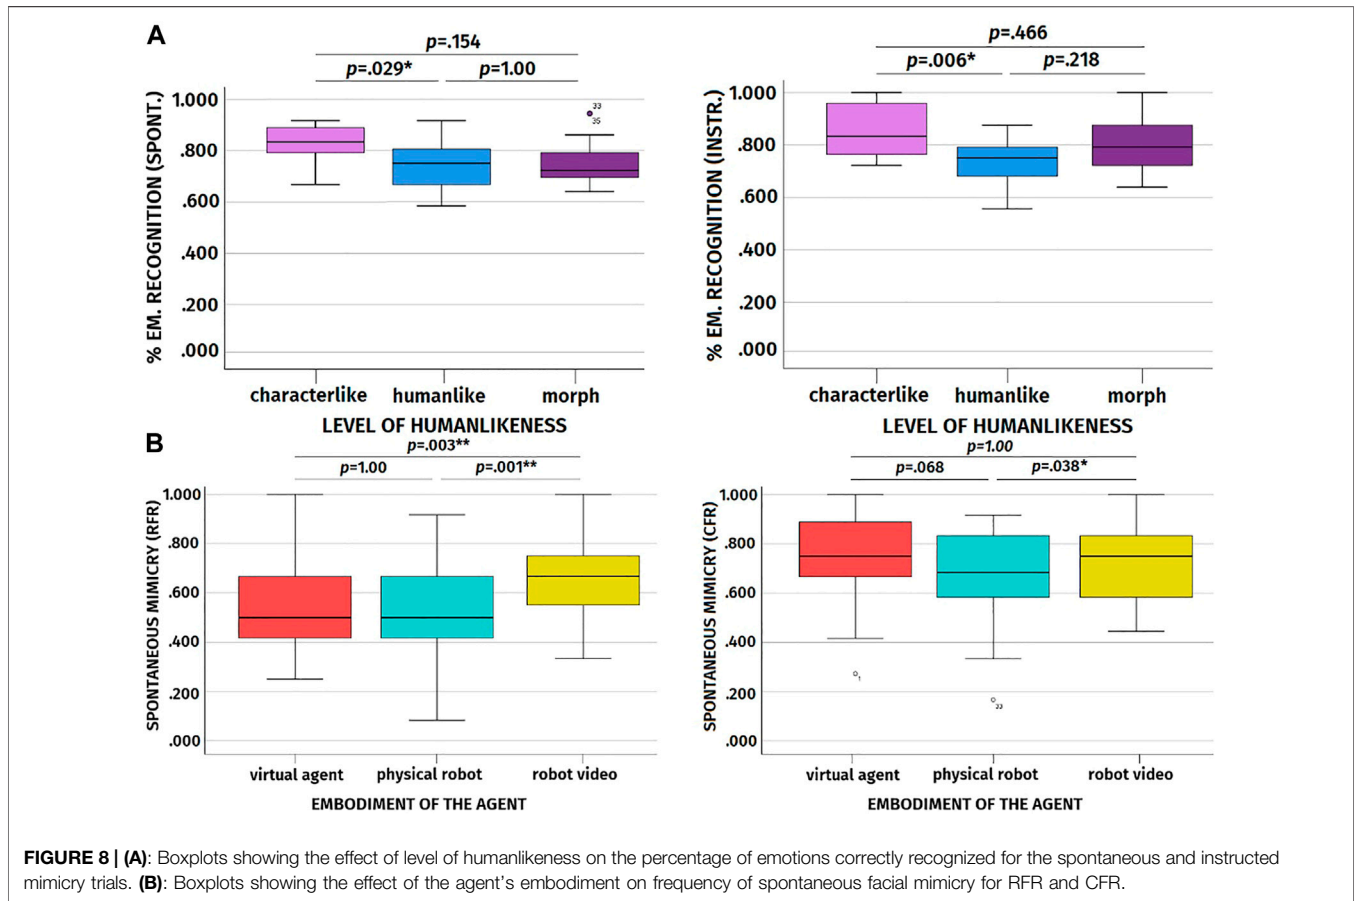 A
p=.154
p=.029*
p=1.00
% EM. RECOGNITION (SPONT.)
1.000
.800
.600
.400
.200
.000
33
35
characterlike
humanlike
morph
LEVEL OF HUMANLIKENESS
p=.466
p=.006*
p=.218
% EM. RECOGNITION (INSTR.)
1.000
.800
.600
.400
.200
.000
characterlike
humanlike
morph
LEVEL OF HUMANLIKENESS
B
p=.003**
p=1.00
p=.001**
SPONTANEOUS MIMICRY (RFR)
1.000
.800
.600
.400
.200
.000
virtual agent
physical robot
robot video
EMBODIMENT OF THE AGENT
p=1.00
p=.068
p=.038*
SPONTANEOUS MIMICRY (CFR)
1.000
.800
.600
.400
.200
.000
1
33
virtual agent
physical robot
robot video
EMBODIMENT OF THE AGENT
FIGURE 8 | (A): Boxplots showing the effect of level of humanlikeness on the percentage of emotions correctly recognized for the spontaneous and instructed
mimicry trials. (B): Boxplots showing the effect of the agent's embodiment on frequency of spontaneous facial mimicry for RFR and CFR.